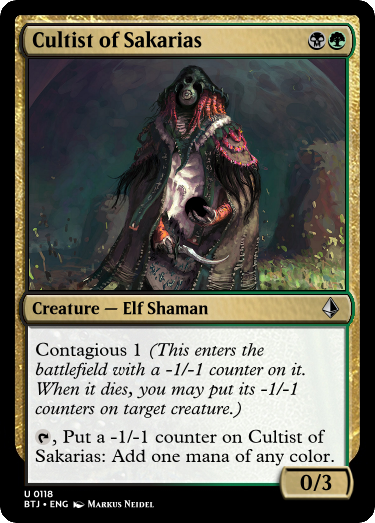 Cultist of Sakarias
Creature — Elf Shaman
Contagious 1 (This enters the
battlefield with a -1/-1 counter on it.
When it dies, you may put its -1/-1
counters on target creature.)
, Put a -1/-1 counter on Cultist of
Sakarias: Add one mana of any color.
0/3
U 0118
BTJ • ENG Markus Neidel